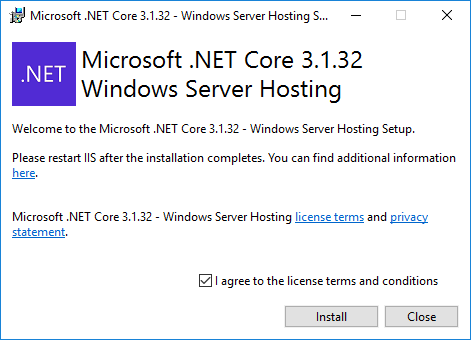 Microsoft .NET Core 3.1.32 - Windows Server Hosting S...
.NET
Microsoft .NET Core 3.1.32
Windows Server Hosting
Welcome to the Microsoft .NET Core 3.1.32 - Windows Server Hosting Setup.
Please restart IIS after the installation completes. You can find additional information
here.
Microsoft .NET Core 3.1.32 - Windows Server Hosting license terms and privacy
statement.
I agree to the license terms and conditions
Install
Close